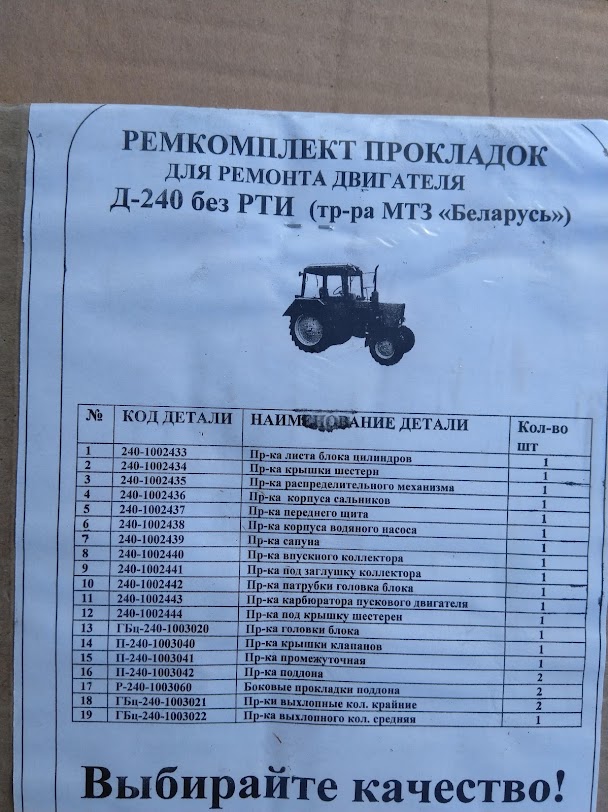 РЕМКОМПЛЕКТ ПРОКЛАДОК
ДЛЯ РЕМОНТА ДВИГАТЕЛЯ
Д-240 без РТИ (тр-ра МТЗ «Беларусь»)
№ КОД ДЕТАЛИ НАИМЕНОВАНИЕ ДЕТАЛИ Кол-во шт
1 240-1002433 Пр-ка листа блока цилиндров 1
2 240-1002434 Пр-ка крышки шестерн 1
3 240-1002435 Пр-ка распределительного механизма 1
4 240-1002436 Пр-ка корпуса сальников 1
5 240-1002437 Пр-ка переднего щита 1
6 240-1002438 Пр-ка корпуса водяного насоса 1
7 240-1002439 Пр-ка сапуна 1
8 240-1002440 Пр-ка впускного коллектора 1
9 240-1002441 Пр-ка под заглушку коллектора 1
10 240-1002442 Пр-ка патрубки головка блока 1
11 240-1002443 Пр-ка карбюратора пускового двигателя 1
12 240-1002444 Пр-ка под крышку шестерен 1
13 ГБц-240-1003020 Пр-ка головки блока 1
14 П-240-1003040 Пр-ка крышки клапанов 1
15 П-240-1003041 Пр-ка промежуточная 1
16 П-240-1003042 Пр-ка поддона 2
17 Р-240-1003060 Боковые прокладки поддона 2
18 ГБц-240-1003021 Пр-ки выхлопные кол. крайние 2
19 ГБц-240-1003022 Пр-ка выхлопного кол. средняя 1
Выбирайте качество!